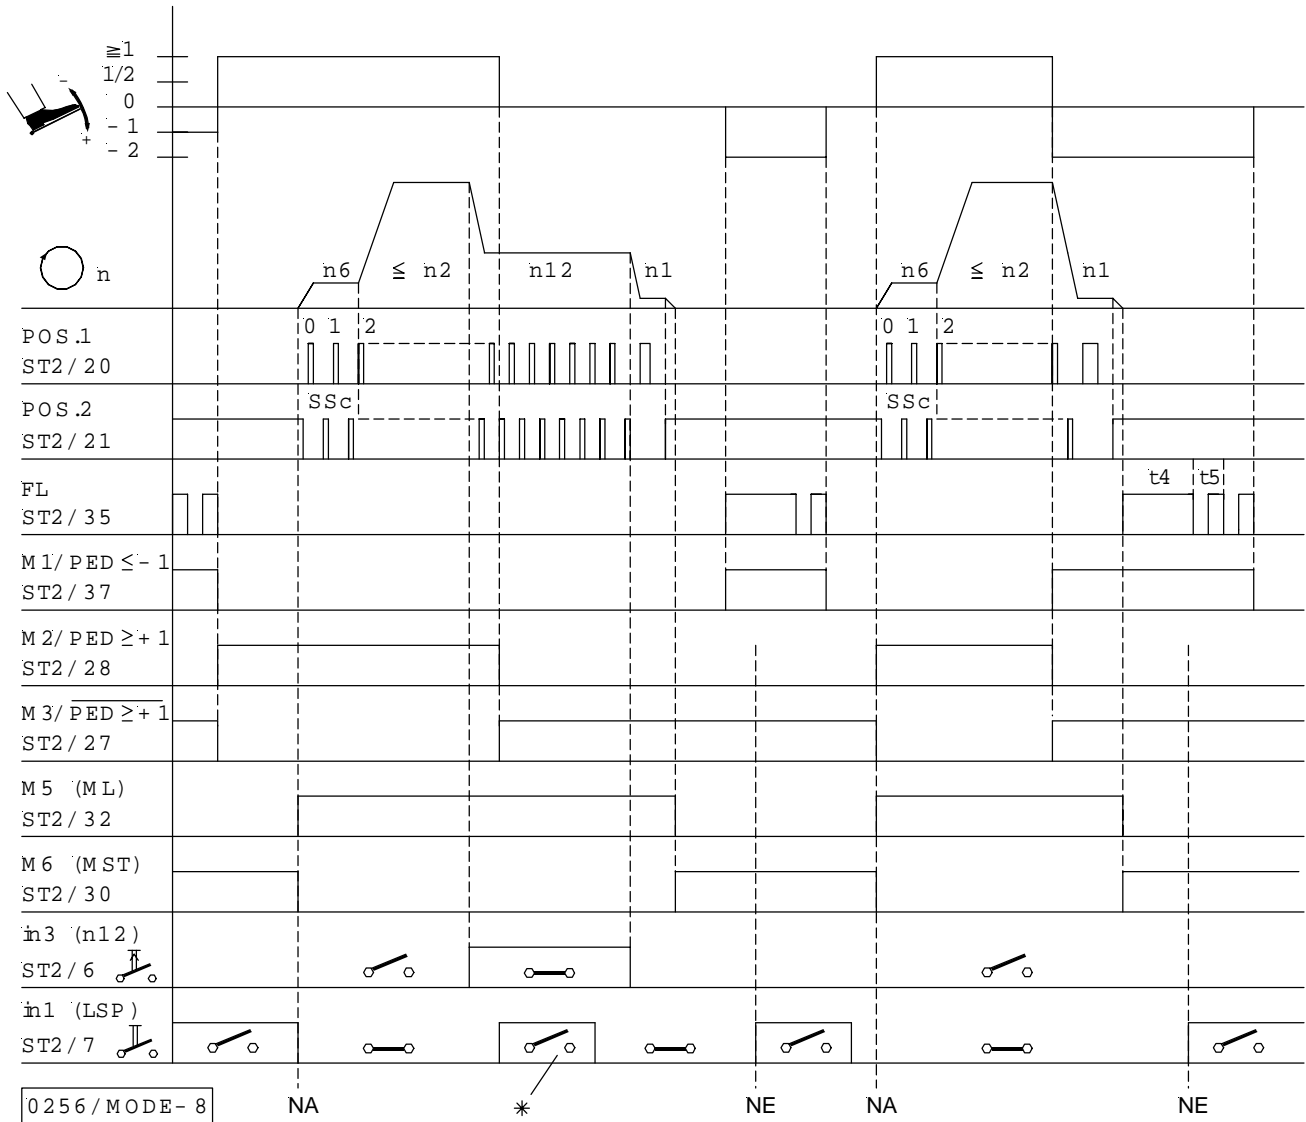 ≧1
1/2
0
-1
-2
-
+
n
n6 ≤ n2 n12 n1 n6 ≤ n2 n1
POS.1
ST2/20
0 1 2 0 1 2
POS.2
ST2/21
SSc SSc
FL
ST2/35
t4 t5
M1/PED≤-1
ST2/37
M2/PED≥+1
ST2/28
M3/PED≥+1
ST2/27
M5 (ML)
ST2/32
M6 (MST)
ST2/30
in3 (n12)
ST2/6
in1 (LSP)
ST2/7
0256/MODE-8
NA * NE NA NE